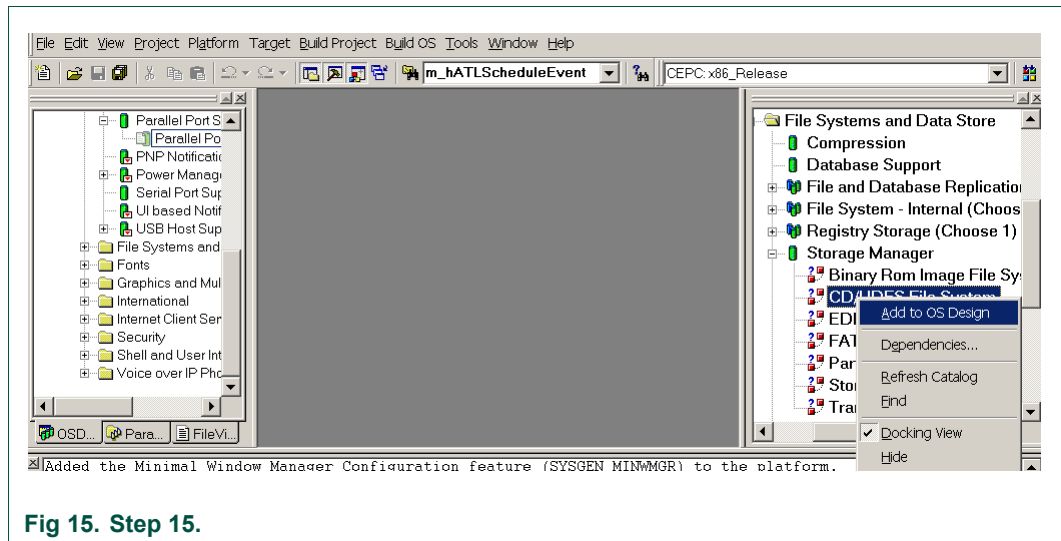 File Edit View Project Platform Target Build Project Build OS Tools Window Help
m_hATLScheduleEvent
CEPC: x86_Release
Parallel Port S
Parallel Po
PNP Notificatic
Power Manag
Serial Port Sup
UI based Notif
USB Host Sup
File Systems and
Fonts
Graphics and Mul
International
Internet Client Ser
Security
Shell and User Int
Voice over IP Pho
OSD... Para... FileVi...
File Systems and Data Store
Compression
Database Support
File and Database Replication
File System - Internal (Choos
Registry Storage (Choose 1)
Storage Manager
Binary Rom Image File Sy
CD/UDFS File System
FAT
Par
Sto
Tra
Add to OS Design
Dependencies...
Refresh Catalog
Find
Docking View
Hide
Added the Minimal Window Manager Configuration feature (SYSGEN_MINWMGR) to the platform.
Fig 15. Step 15.